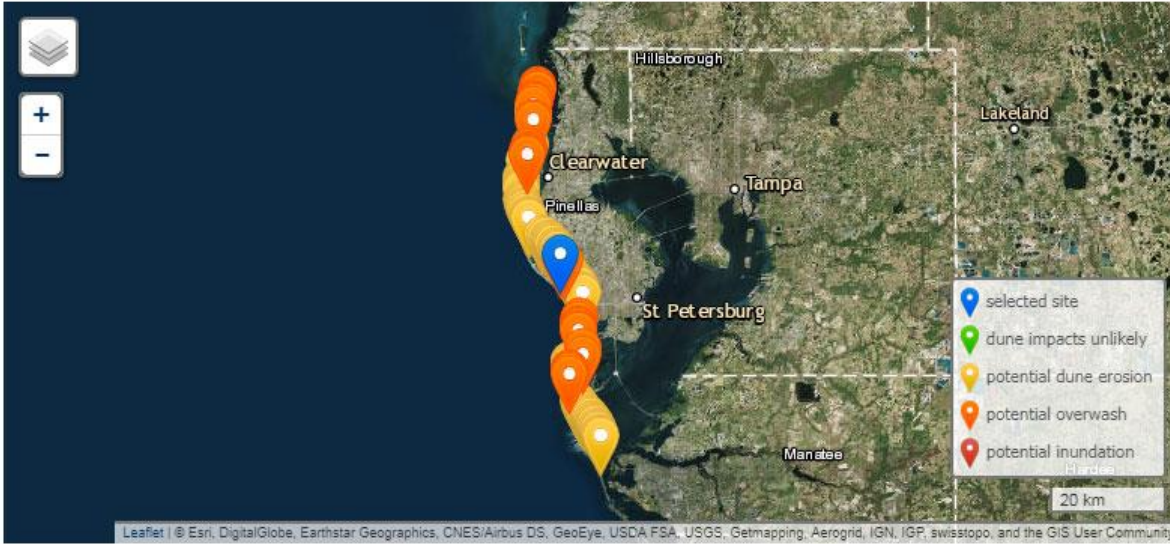 +
−
Hillsborough
Lakeland
Clearwater
Tampa
Pinellas
St Petersburg
selected site
dune impacts unlikely
potential dune erosion
potential overwash
potential inundation
Manatee
Hardee
20 km
Leaflet | © Esri, DigitalGlobe, Earthstar Geographics, CNES/Airbus DS, GeoEye, USDA FSA, USGS, Getmapping, Aerogrid, IGN, IGP, swisstopo, and the GIS User Communit